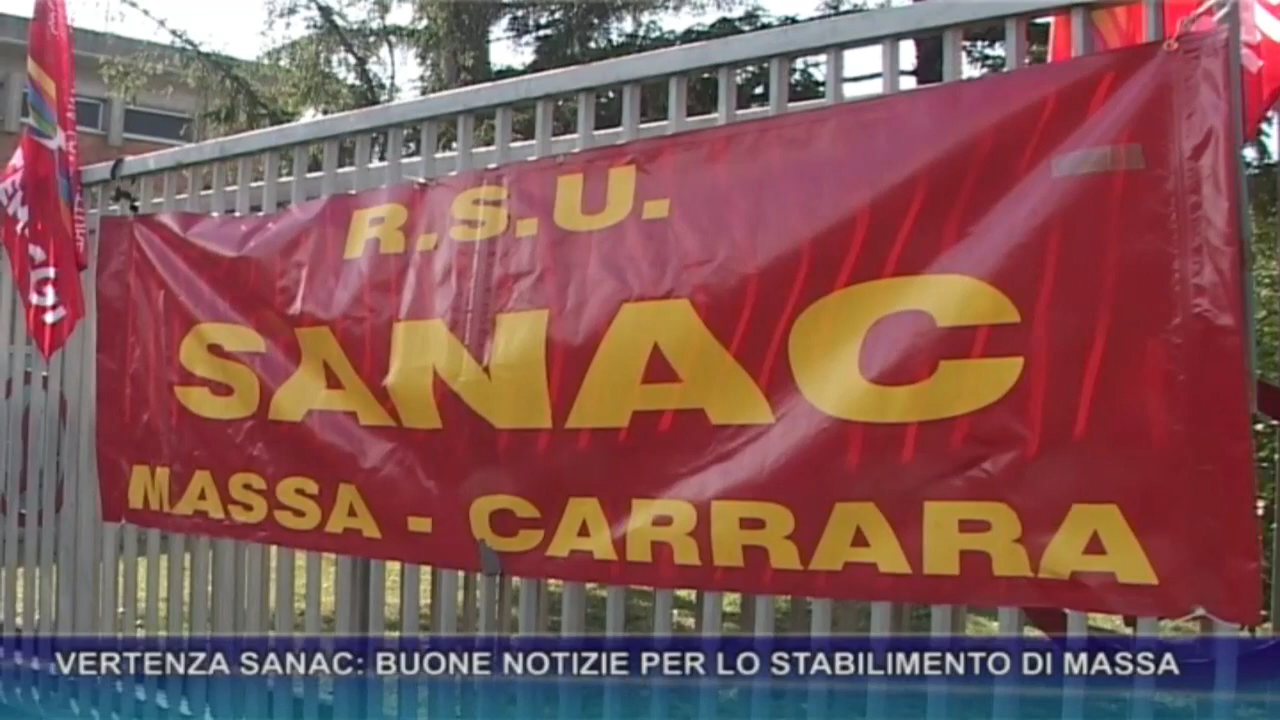 R.S.U.
SANAC
MASSA - CARRARA
VERTENZA SANAC: BUONE NOTIZIE PER LO STABILIMENTO DI MASSA